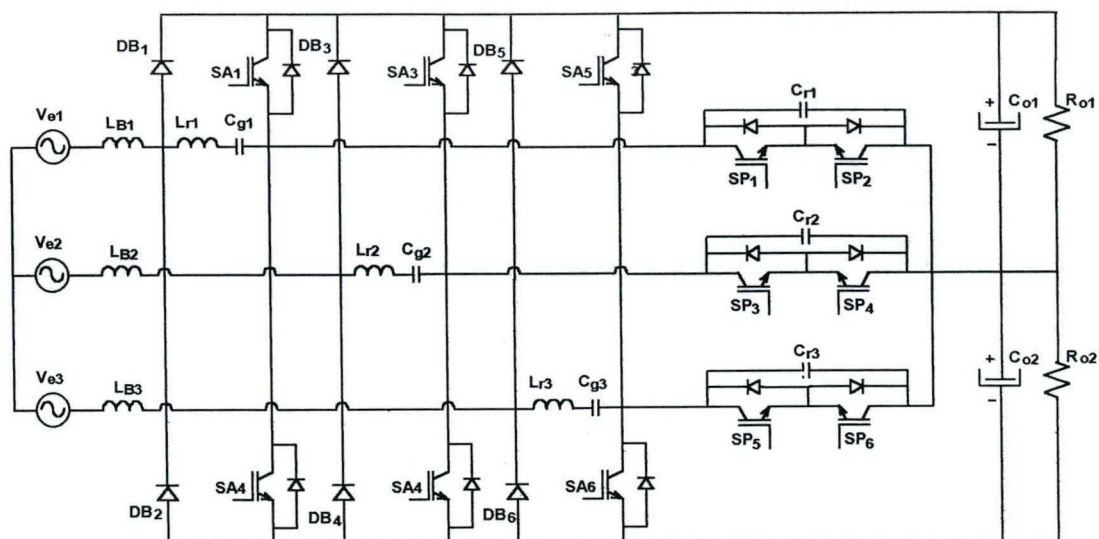 DB1
SA1
DB3
SA3
DB5
SA5
Cr1
+
Co1
Ro1
Ve1
LB1
Lr1
Cg1
−
SP1
SP2
Ve2
LB2
Lr2
Cg2
Cr2
SP3
SP4
Ve3
LB3
Lr3
Cg3
Cr3
+
Co2
Ro2
−
SP5
SP6
DB2
SA4
DB4
SA4
DB6
SA6